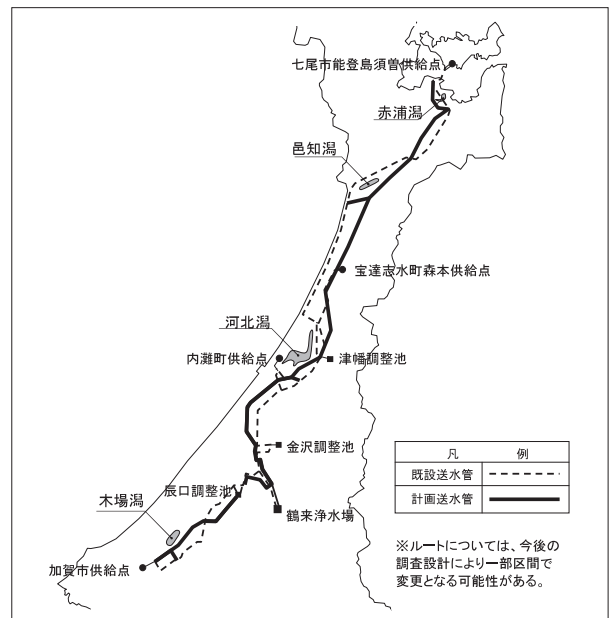 七尾市能登島須曽供給点
赤浦潟
邑知潟
宝達志水町森本供給点
河北潟
内灘町供給点
津幡調整池
金沢調整池
辰口調整池
木場潟
鶴来浄水場
加賀市供給点
凡 例
既設送水管
計画送水管
※ルートについては、今後の
調査設計により一部区間で
変更となる可能性がある。